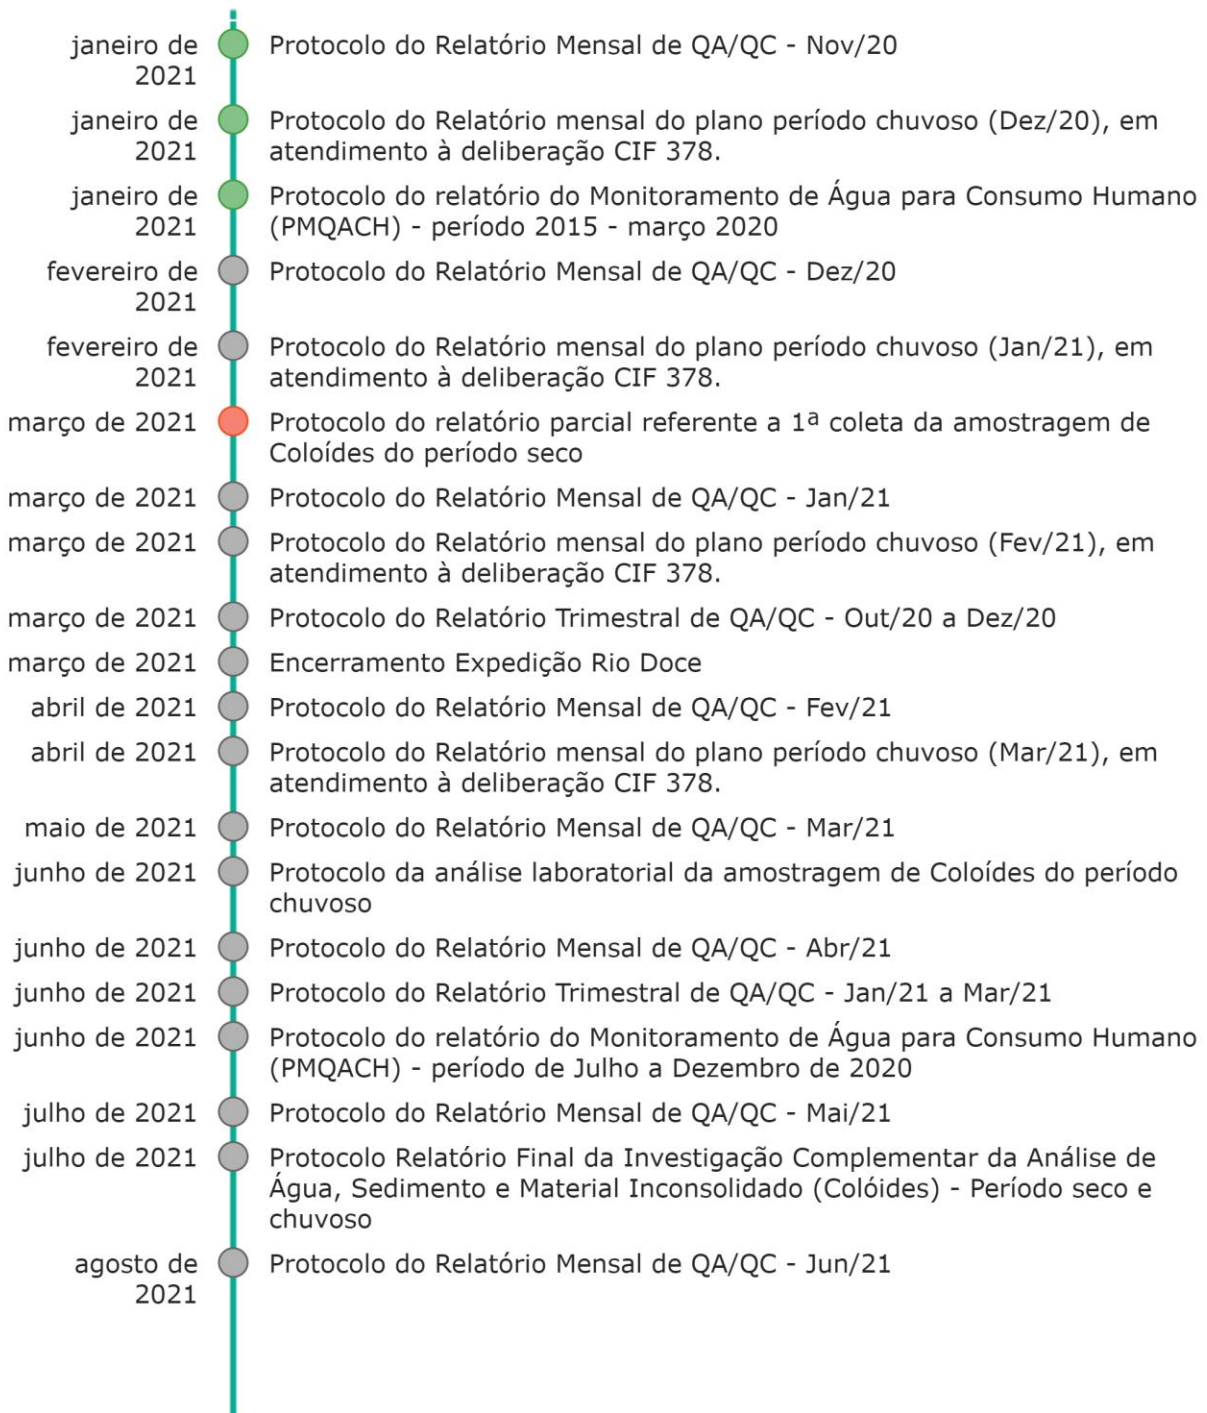 janeiro de
2021
Protocolo do Relatório Mensal de QA/QC - Nov/20
janeiro de
2021
Protocolo do Relatório mensal do plano período chuvoso (Dez/20), em
atendimento à deliberação CIF 378.
janeiro de
2021
Protocolo do relatório do Monitoramento de Água para Consumo Humano
(PMQACH) - período 2015 - março 2020
fevereiro de
2021
Protocolo do Relatório Mensal de QA/QC - Dez/20
fevereiro de
2021
Protocolo do Relatório mensal do plano período chuvoso (Jan/21), em
atendimento à deliberação CIF 378.
março de 2021
Protocolo do relatório parcial referente a 1ª coleta da amostragem de
Coloídes do período seco
março de 2021
Protocolo do Relatório Mensal de QA/QC - Jan/21
março de 2021
Protocolo do Relatório mensal do plano período chuvoso (Fev/21), em
atendimento à deliberação CIF 378.
março de 2021
Protocolo do Relatório Trimestral de QA/QC - Out/20 a Dez/20
março de 2021
Encerramento Expedição Rio Doce
abril de 2021
Protocolo do Relatório Mensal de QA/QC - Fev/21
abril de 2021
Protocolo do Relatório mensal do plano período chuvoso (Mar/21), em
atendimento à deliberação CIF 378.
maio de 2021
Protocolo do Relatório Mensal de QA/QC - Mar/21
junho de 2021
Protocolo da análise laboratorial da amostragem de Coloídes do período
chuvoso
junho de 2021
Protocolo do Relatório Mensal de QA/QC - Abr/21
junho de 2021
Protocolo do Relatório Trimestral de QA/QC - Jan/21 a Mar/21
junho de 2021
Protocolo do relatório do Monitoramento de Água para Consumo Humano
(PMQACH) - período de Julho a Dezembro de 2020
julho de 2021
Protocolo do Relatório Mensal de QA/QC - Mai/21
julho de 2021
Protocolo Relatório Final da Investigação Complementar da Análise de
Água, Sedimento e Material Inconsolidado (Colóides) - Período seco e
chuvoso
agosto de
2021
Protocolo do Relatório Mensal de QA/QC - Jun/21